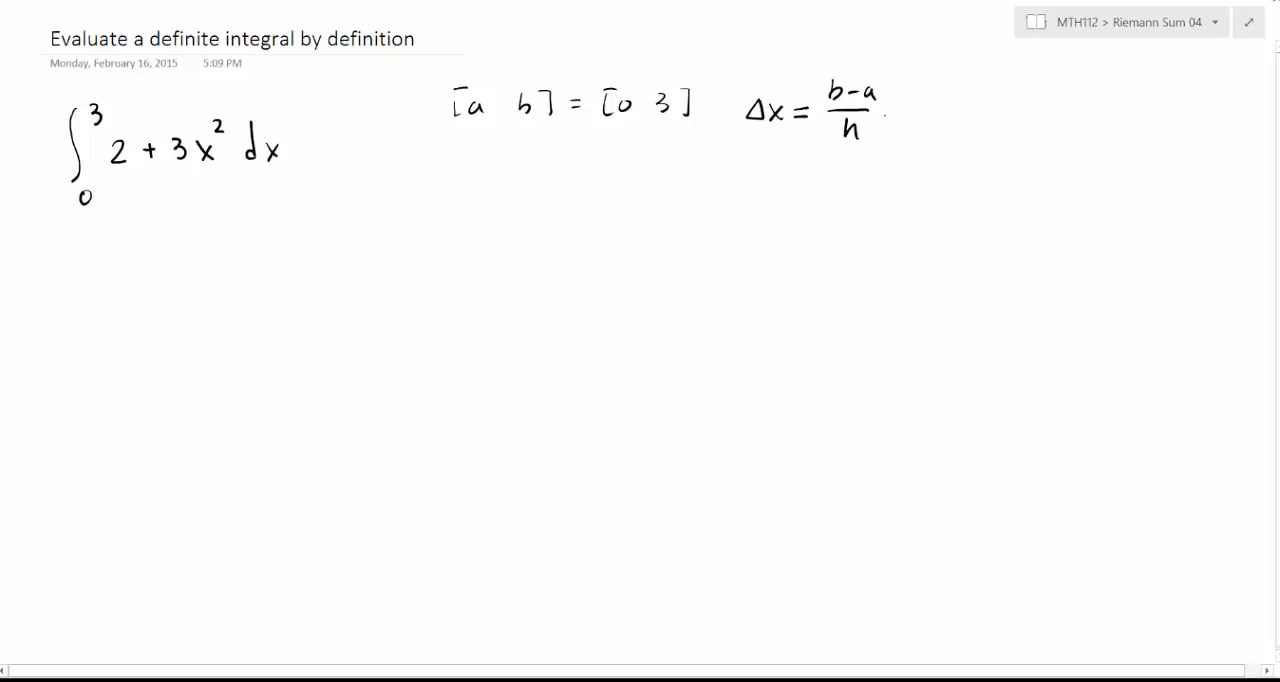 Evaluate a definite integral by definition
Monday, February 16, 2015 5:09 PM
MTH112 > Riemann Sum 04
∫₀³ 2 + 3x² dx
[a b] = [0 3] Δx = b-a/n